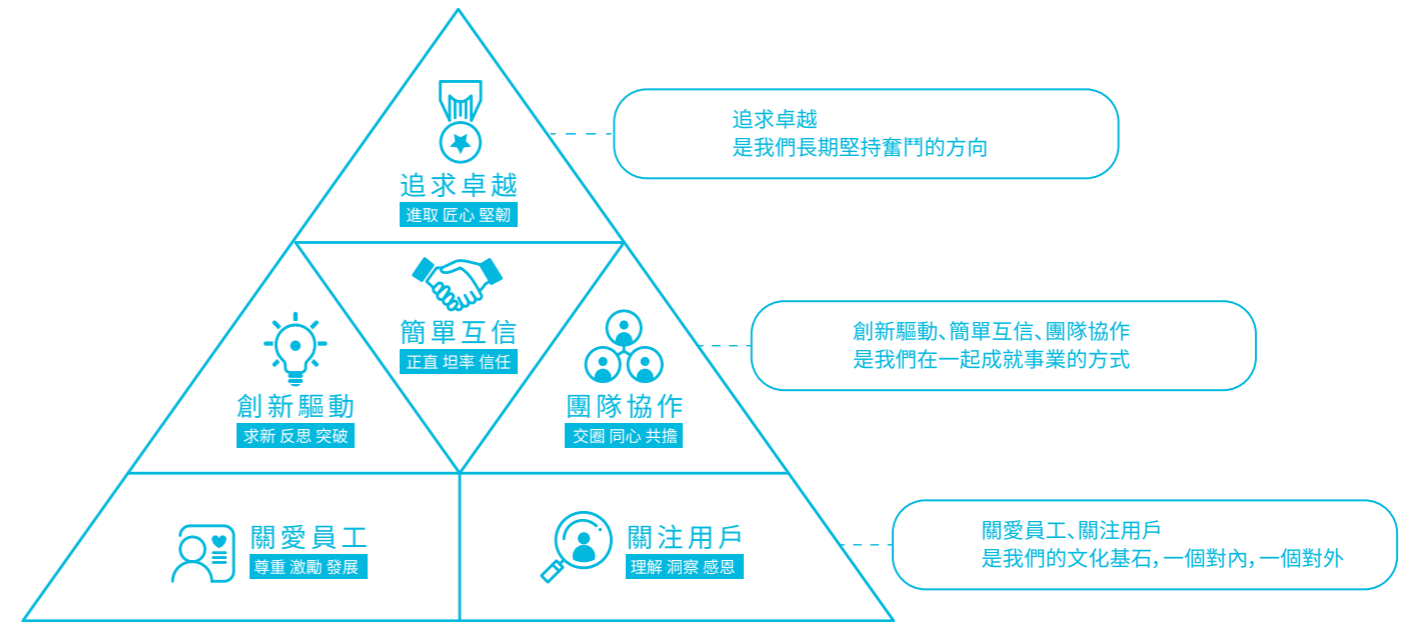 追求卓越
進取 匠心 堅韌
追求卓越
是我們長期堅持奮鬥的方向
簡單互信
正直 坦率 信任
創新驅動
求新 反思 突破
團隊協作
交圈 同心 共擔
創新驅動、簡單互信、團隊協作
是我們在一起成就事業的方式
關愛員工
尊重 激勵 發展
關注用戶
理解 洞察 感恩
關愛員工、關注用戶
是我們的文化基石，一個對內，一個對外